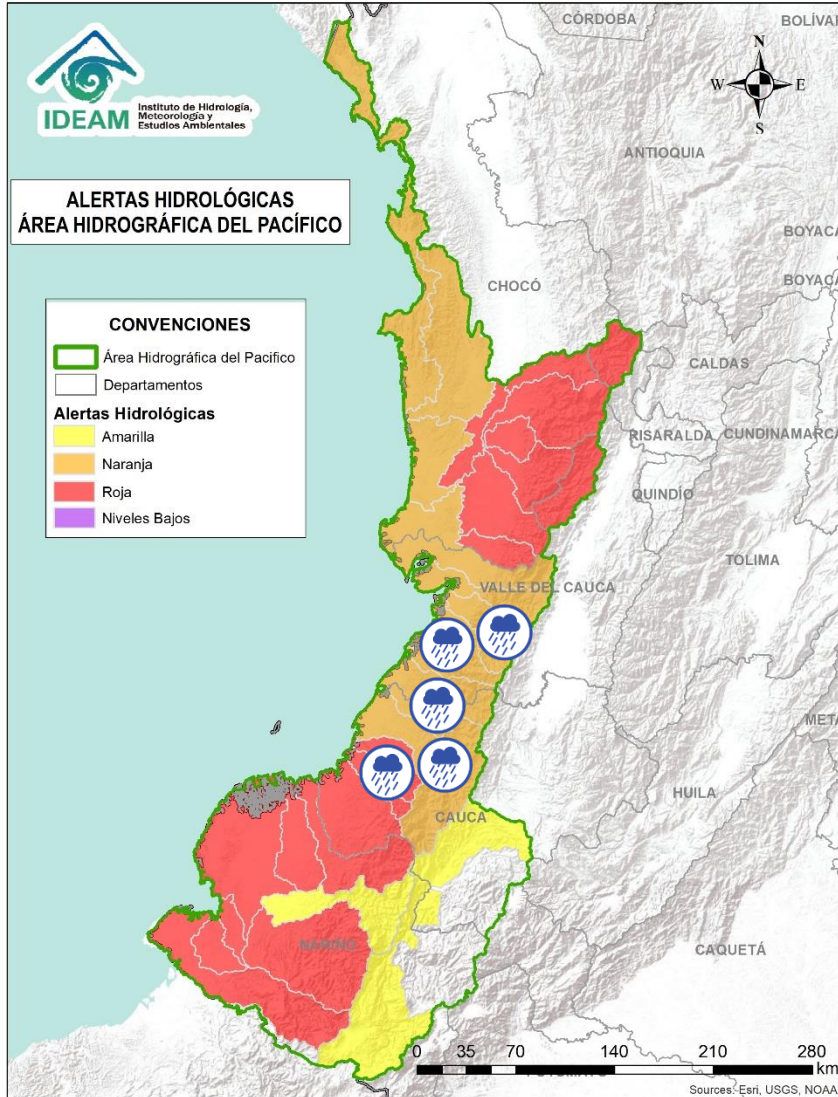 IDEAM
Instituto de Hidrología,
Meteorología y
Estudios Ambientales
ALERTAS HIDROLÓGICAS
ÁREA HIDROGRÁFICA DEL PACÍFICO
CONVENCIONES
Área Hidrográfica del Pacifico
Departamentos
Alertas Hidrológicas
Amarilla
Naranja
Roja
Niveles Bajos
N
W
E
S
CÓRDOBA
BOLÍVAR
ANTIOQUIA
BOYACÁ
BOYACÁ
CHOCÓ
CALDAS
RISARALDA
CUNDINAMARCA
QUINDÍO
TOLIMA
VALLE DEL CAUCA
META
HUILA
CAUCA
NARIÑO
CAQUETÁ
0 35 70 140 210 280
km
Sources: Esri, USGS, NOAA